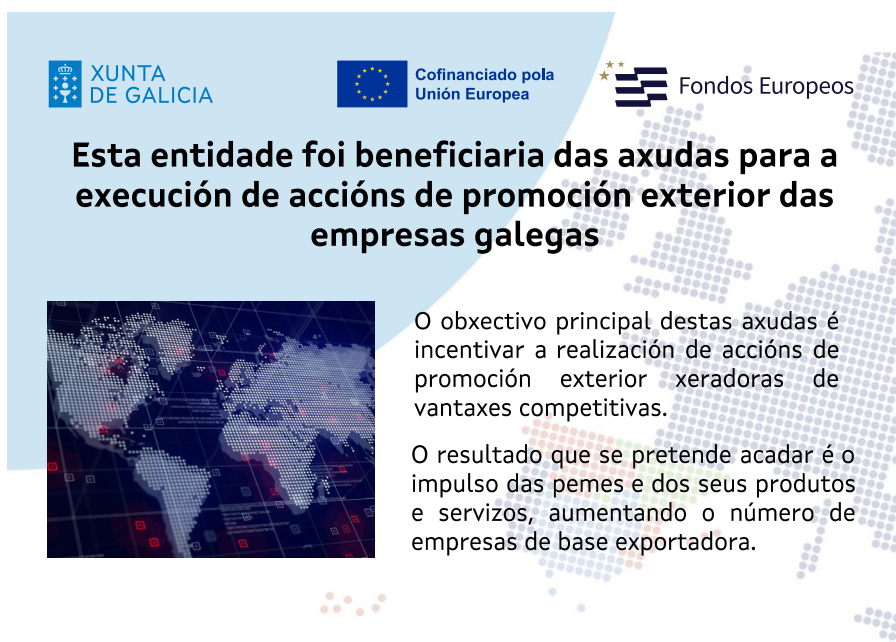 XUNTA
DE GALICIA
Cofinanciado pola
Unión Europea
Fondos Europeos
Esta entidade foi beneficiaria das axudas para a
execución de accións de promoción exterior das
empresas galegas
O obxectivo principal destas axudas é
incentivar a realización de accións de
promoción exterior xeradoras de
vantaxes competitivas.
O resultado que se pretende acadar é o
impulso das pemes e dos seus produtos
e servizos, aumentando o número de
empresas de base exportadora.